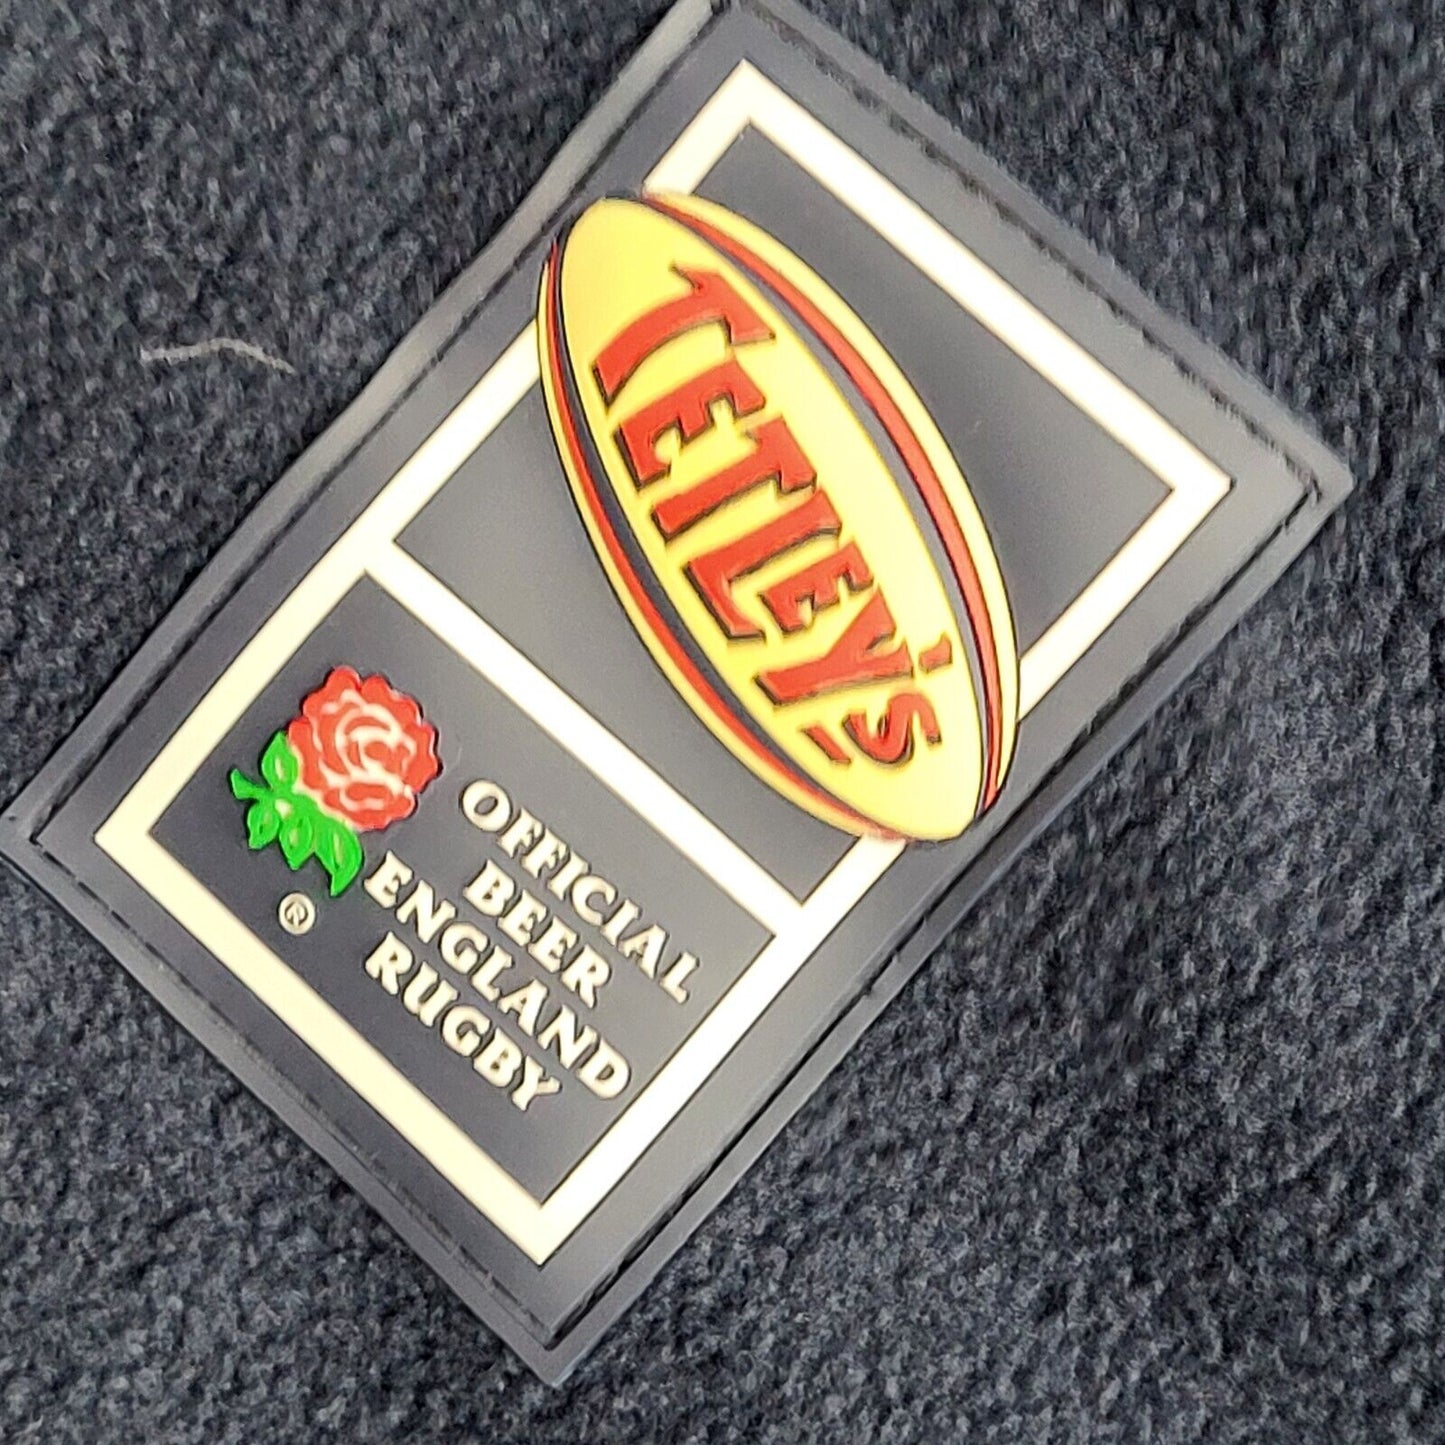 TETLEY'S
OFFICIAL
BEER
ENGLAND
RUGBY
®